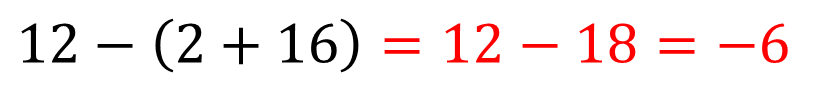 12 − (2 + 16) = 12 − 18 = −6